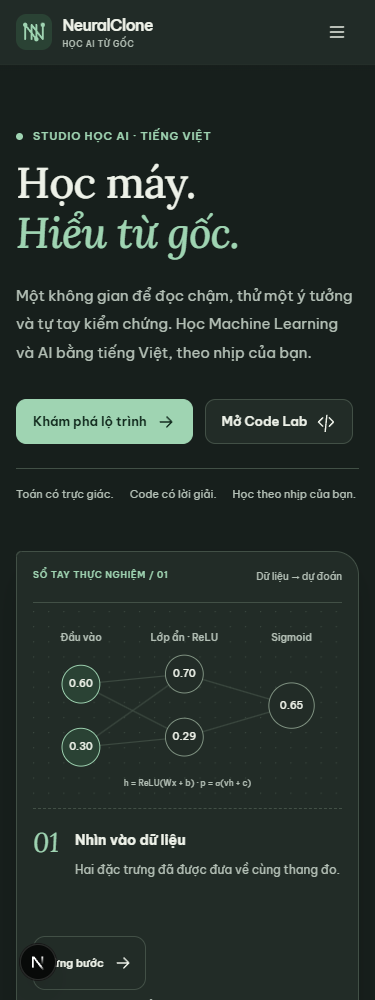 NeuralClone
HỌC AI TỪ GỐC
STUDIO HỌC AI · TIẾNG VIỆT
Học máy.
Hiểu từ gốc.
Một không gian để đọc chậm, thử một ý tưởng
và tự tay kiểm chứng. Học Machine Learning
và AI bằng tiếng Việt, theo nhịp của bạn.
Khám phá lộ trình →
Mở Code Lab </>
Toán có trực giác. Code có lời giải. Học theo nhịp của bạn.
SỔ TAY THỰC NGHIỆM / 01
Dữ liệu → dự đoán
Đầu vào Lớp ẩn · ReLU Sigmoid
0.60 0.70 0.65
0.30 0.29
h = ReLU(Wx + b) · p = σ(vh + c)
01 Nhìn vào dữ liệu
Hai đặc trưng đã được đưa về cùng thang đo.
N
bước →